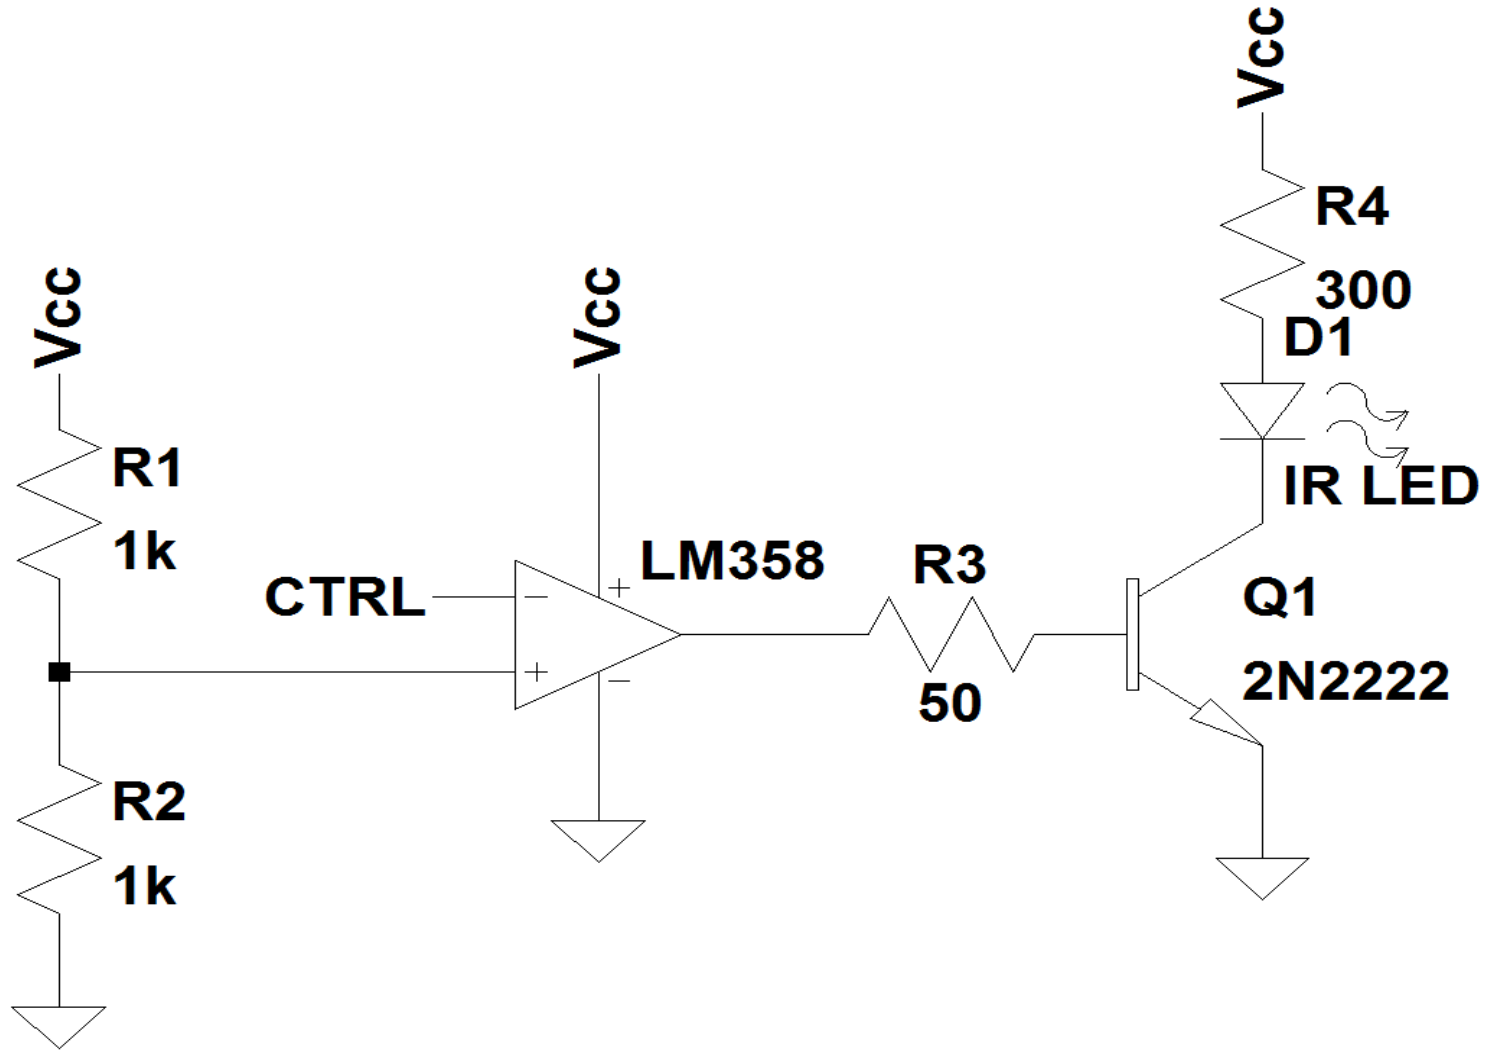 Vcc
R4
300
D1
IR LED
Vcc
R1
1k
Vcc
CTRL
LM358
R3
50
Q1
2N2222
R2
1k